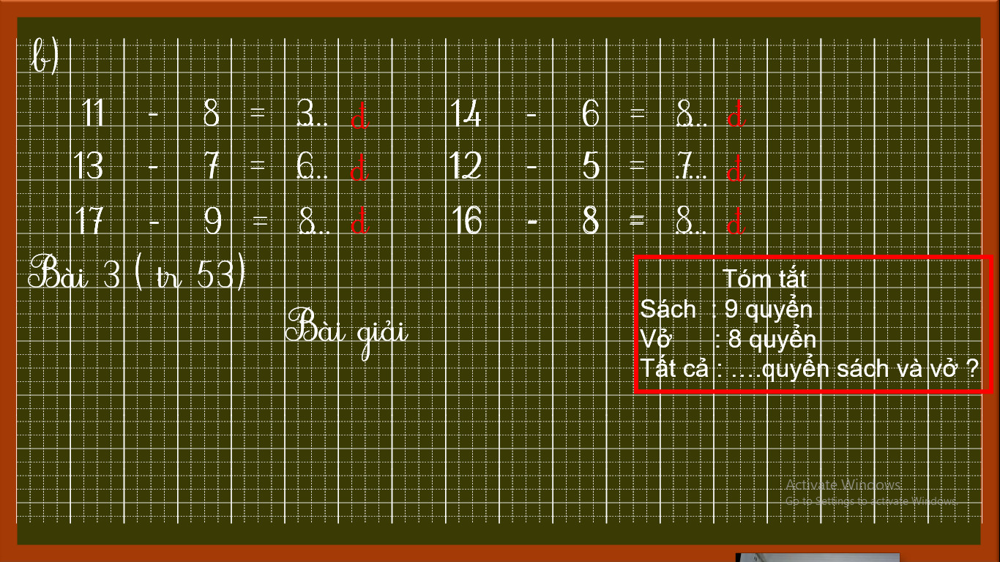 b)
11 - 8 = 3... đ 14 - 6 = 8... đ
13 - 7 = 6.... đ 12 - 5 = 7.... đ
17 - 9 = 8.... đ 16 - 8 = 8.... đ
Bài 3 ( tr 53)
Bài giải
Tóm tắt
Sách : 9 quyển
Vở : 8 quyển
Tất cả : ....quyển sách và vở ?
Activate Windows
Go to Settings to activate Windows.